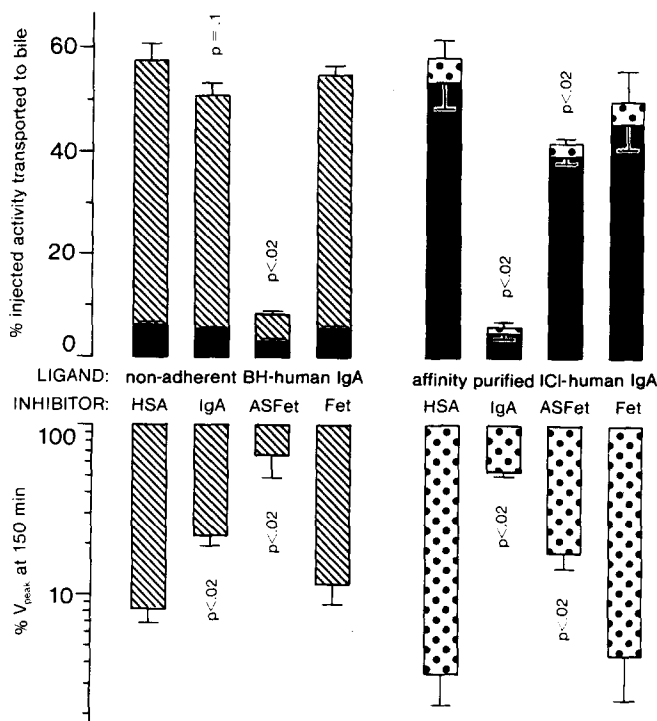 % injected activity transported to bile
60
40
20
0
p = .1
p<.02
p<.02
p<.02
LIGAND: non-adherent BH-human IgA affinity purified ICI-human IgA
INHIBITOR: HSA IgA ASFet Fet HSA IgA ASFet Fet
% Vpeak at 150 min
100
10
p<.02
p<.02
p<.02
p<.02